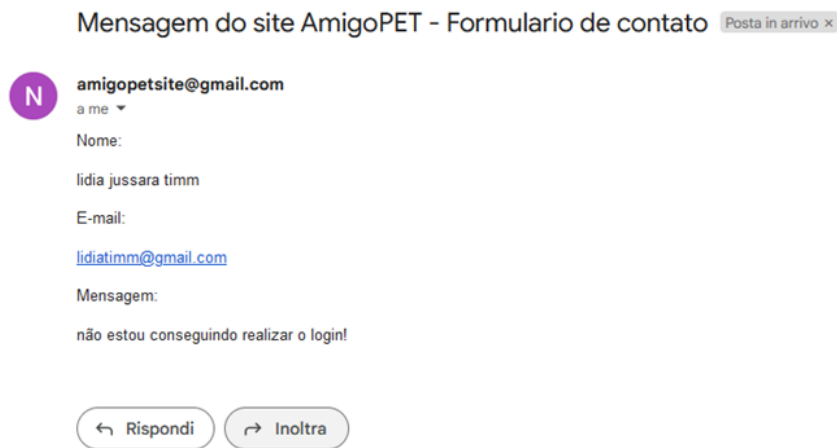 Mensagem do site AmigoPET - Formulario de contato Posta in arrivo ×
N
amigopetsite@gmail.com
a me
Nome:
lidia jussara timm
E-mail:
lidiatimm@gmail.com
Mensagem:
não estou conseguindo realizar o login!
Rispondi Inoltra